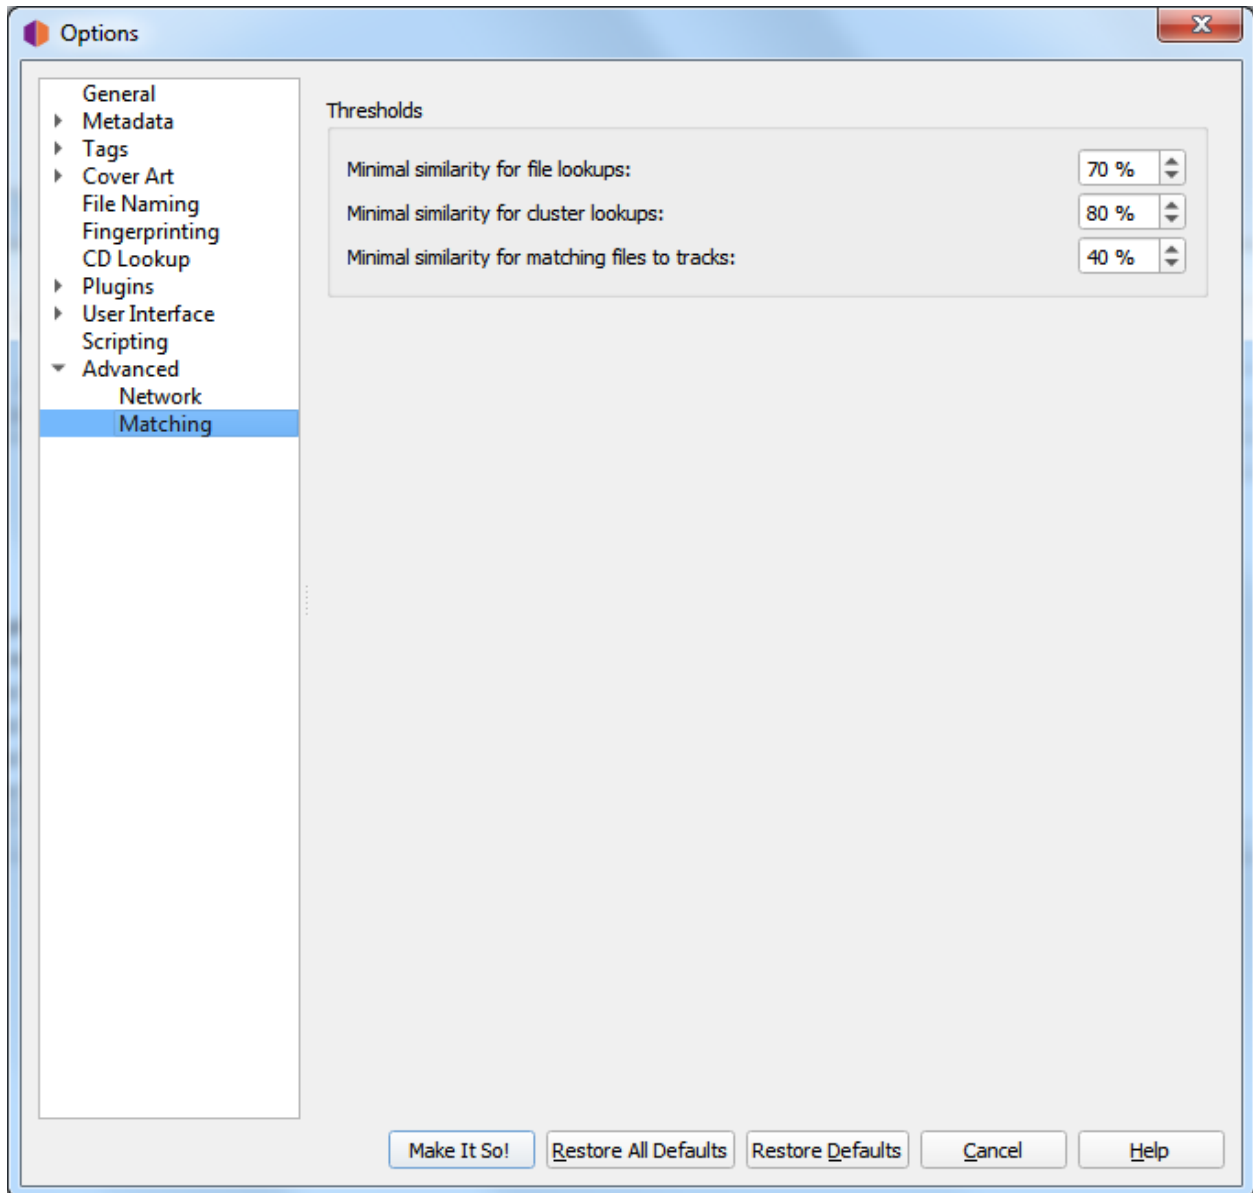 Options
General
Metadata
Tags
Cover Art
File Naming
Fingerprinting
CD Lookup
Plugins
User Interface
Scripting
Advanced
Network
Matching
Thresholds
Minimal similarity for file lookups: 70 %
Minimal similarity for cluster lookups: 80 %
Minimal similarity for matching files to tracks: 40 %
Make It So! Restore All Defaults Restore Defaults Cancel Help